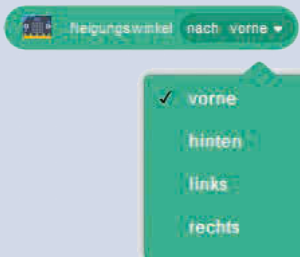 Neigungswinkel nach vorne
vorne
hinten
links
rechts